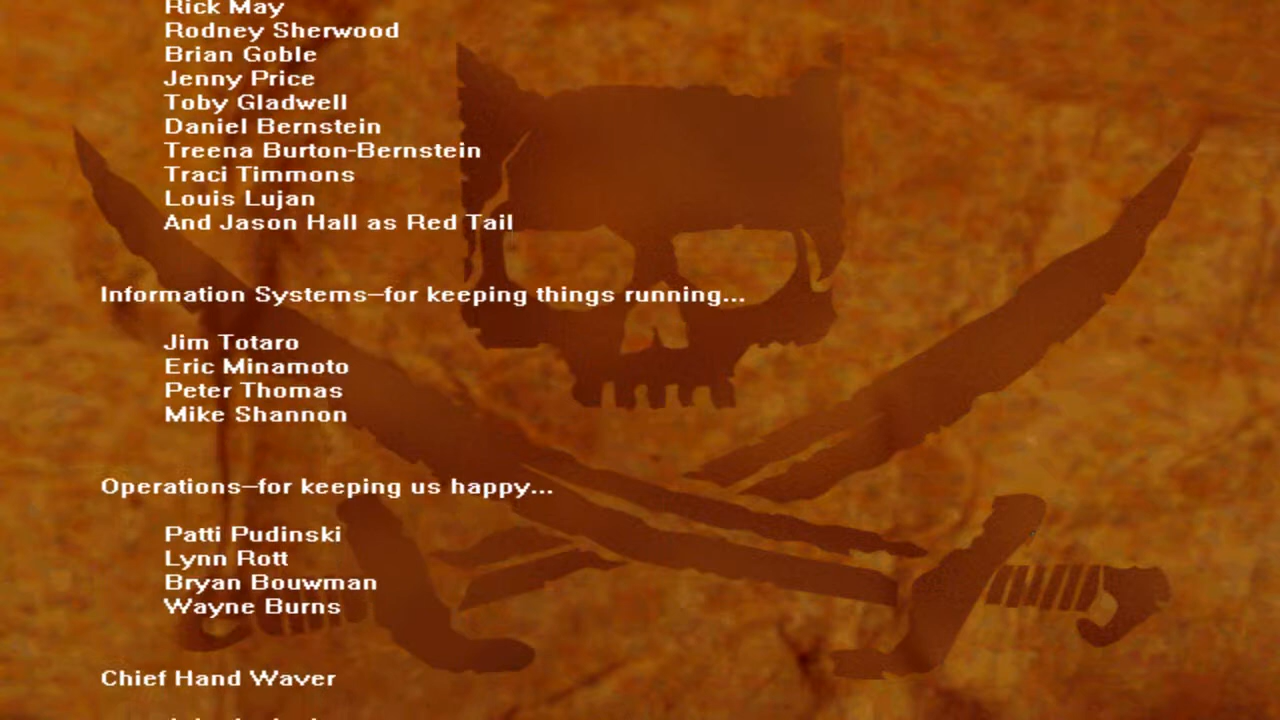 Rick May
Rodney Sherwood
Brian Goble
Jenny Price
Toby Gladwell
Daniel Bernstein
Treena Burton-Bernstein
Traci Timmons
Louis Lujan
And Jason Hall as Red Tail
Information Systems—for keeping things running...
Jim Totaro
Eric Minamoto
Peter Thomas
Mike Shannon
Operations—for keeping us happy...
Patti Pudinski
Lynn Rott
Bryan Bouwman
Wayne Burns
Chief Hand Waver